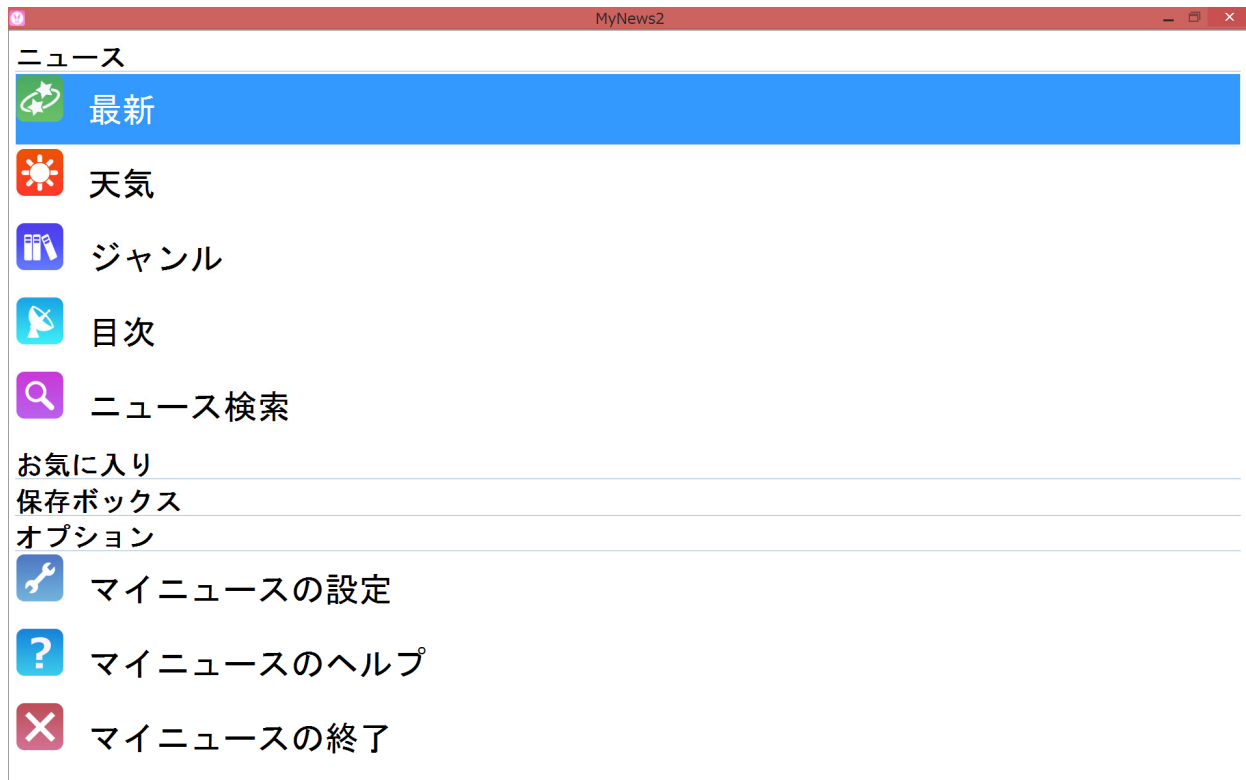 MyNews2
ニュース
最新
天気
ジャンル
目次
ニュース検索
お気に入り
保存ボックス
オプション
マイニュースの設定
?
マイニュースのヘルプ
マイニュースの終了